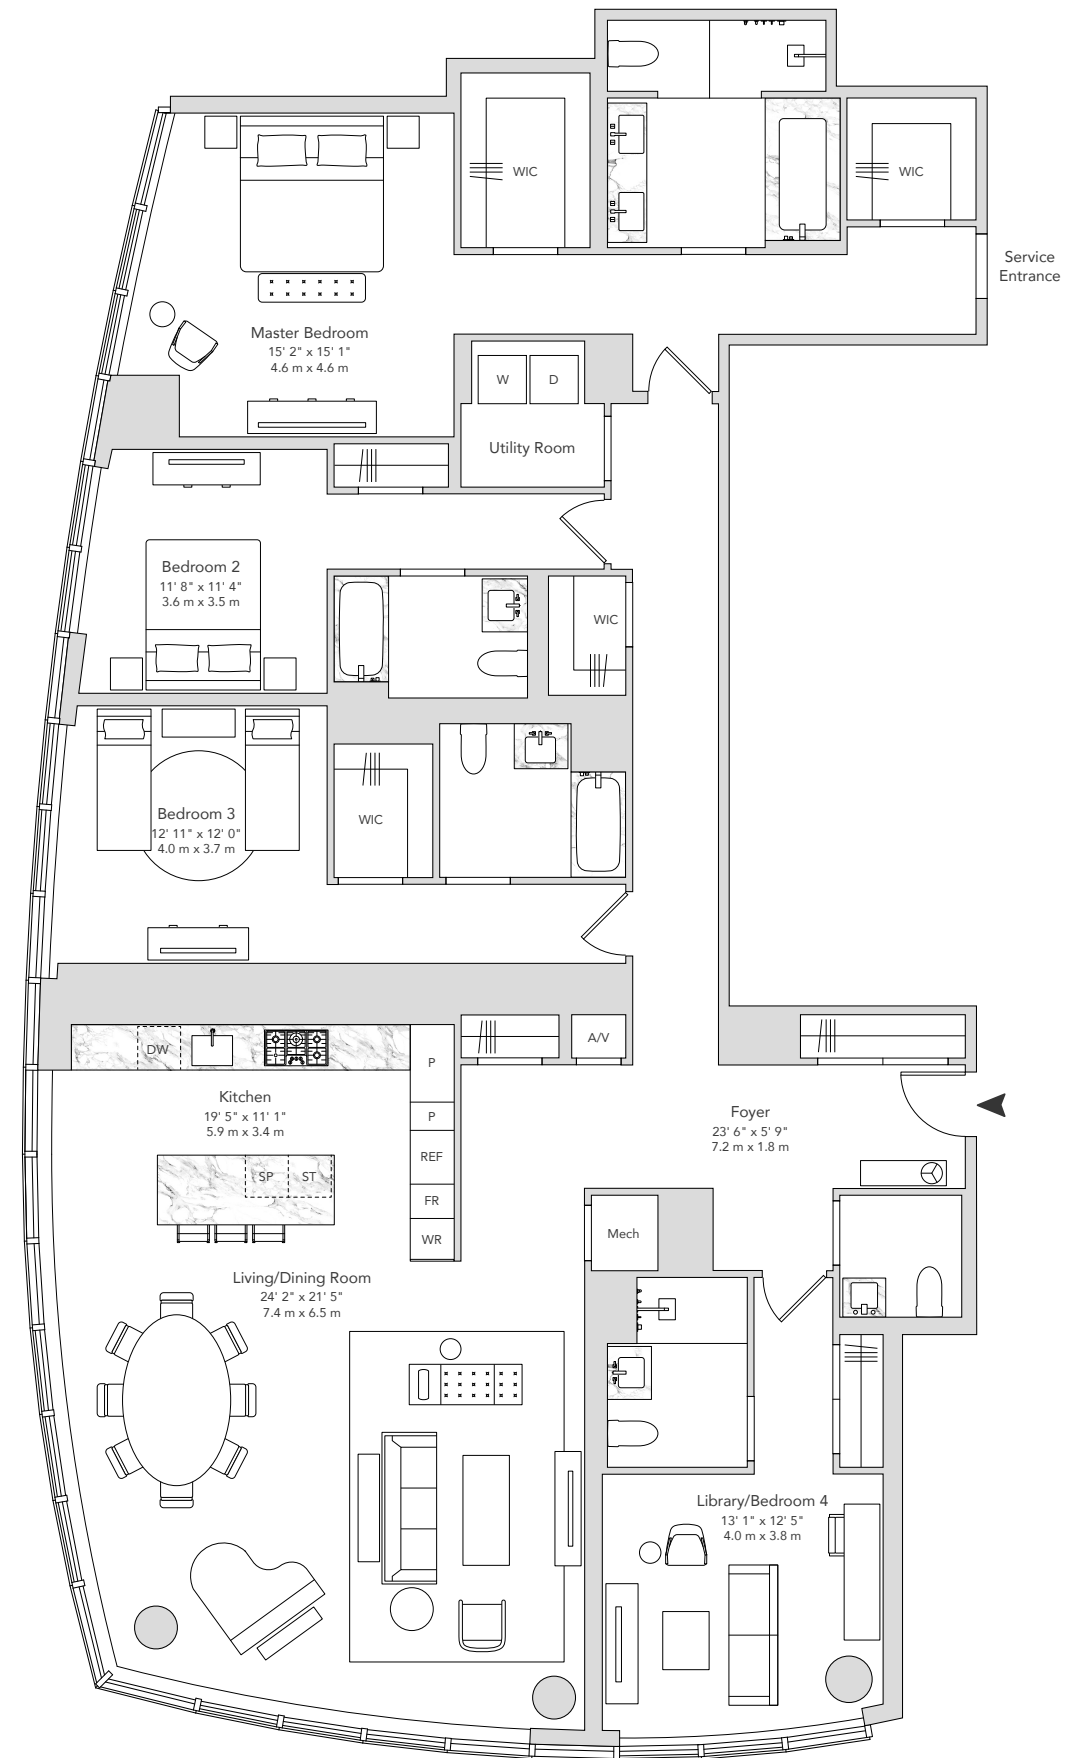 WIC
WIC
Service
Entrance
Master Bedroom
15' 2" x 15' 1"
4.6 m x 4.6 m
W
D
Utility Room
Bedroom 2
11' 8" x 11' 4"
3.6 m x 3.5 m
WIC
Bedroom 3
12' 11" x 12' 0"
4.0 m x 3.7 m
WIC
DW
P
A/V
Kitchen
19' 5" x 11' 1"
5.9 m x 3.4 m
P
Foyer
23' 6" x 5' 9"
7.2 m x 1.8 m
REF
SP
ST
FR
WR
Mech
Living/Dining Room
24' 2" x 21' 5"
7.4 m x 6.5 m
Library/Bedroom 4
13' 1" x 12' 5"
4.0 m x 3.8 m